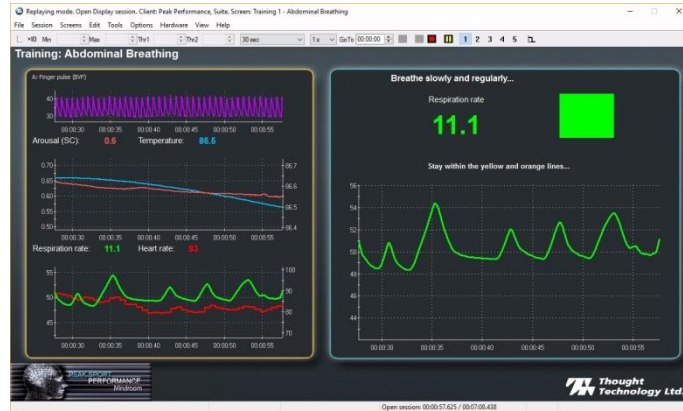 Replaying mode. Open Display session. Client: Peak Performance, Suite. Screen: Training 1 - Abdominal Breathing
File Session Screens Edit Tools Options Hardware View Help
×10 Min Max Thr1 Thr2 30 sec 1 x GoTo 00:00:00 1 2 3 4 5
Training: Abdominal Breathing
A: Finger pulse (BVP)
40
30
00:00:30 00:00:35 00:00:40 00:00:45 00:00:50 00:00:55
Arousal (SC): 0.6 Temperature: 86.5
0.70 86.7
0.65
0.60 86.6
0.55 86.5
0.50 86.4
00:00:30 00:00:35 00:00:40 00:00:45 00:00:50 00:00:55
Respiration rate: 11.1 Heart rate: 83
55 100
90
50
80
45
70
00:00:30 00:00:35 00:00:40 00:00:45 00:00:50 00:00:55
Breathe slowly and regularly...
Respiration rate
11.1
Stay within the yellow and orange lines...
56
54
52
50
48
46
44
00:00:30 00:00:35 00:00:40 00:00:45 00:00:50 00:00:55
PEAK-SPORT
PERFORMANCE
Mindroom
Thought
Technology Ltd.
Open session: 00:00:57.625 / 00:07:08.438